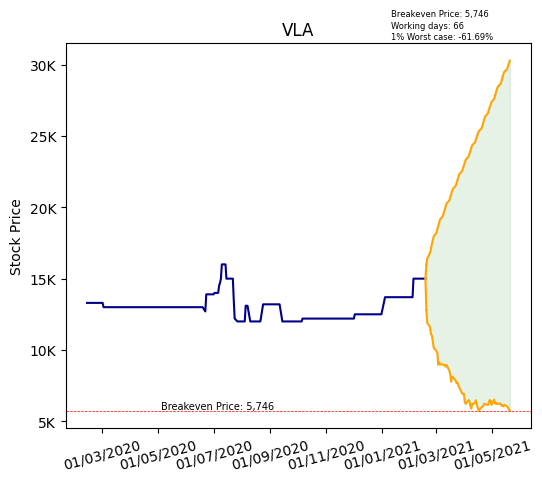 Breakeven Price: 5,746
Working days: 66
1% Worst case: -61.69%
VLA
Stock Price
30K
25K
20K
15K
10K
5K
Breakeven Price: 5,746
01/03/2020
01/05/2020
01/07/2020
01/09/2020
01/11/2020
01/01/2021
01/03/2021
01/05/2021